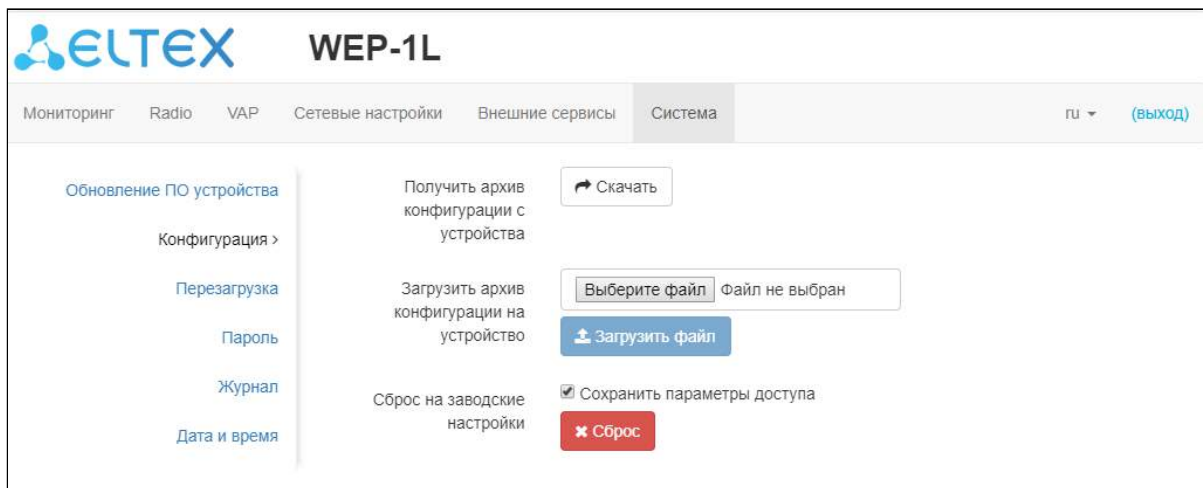 ELTEX
WEP-1L
Мониторинг Radio VAP Сетевые настройки Внешние сервисы Система ru (выход)
Обновление ПО устройства
Конфигурация >
Перезагрузка
Пароль
Журнал
Дата и время
Получить архив
конфигурации с
устройства
Скачать
Загрузить архив
конфигурации на
устройство
Выберите файл Файл не выбран
Загрузить файл
Сброс на заводские
настройки
Сохранить параметры доступа
Сброс